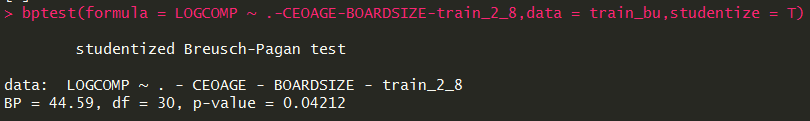 > bptest(formula = LOGCOMP ~ .-CEOAGE-BOARDSIZE-train_2_8,data = train_bu,studentize = T)
studentized Breusch-Pagan test
data:  LOGCOMP ~ . - CEOAGE - BOARDSIZE - train_2_8
BP = 44.59, df = 30, p-value = 0.04212